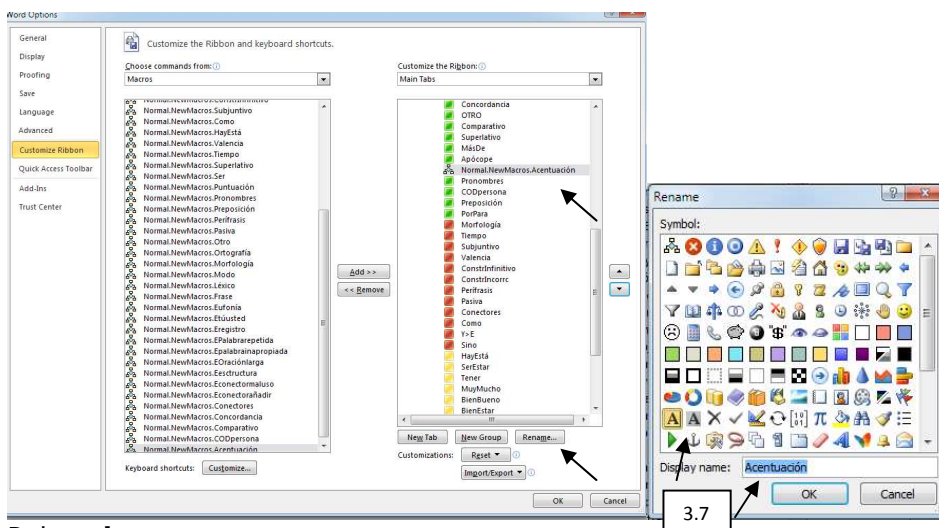 Word Options
General
Display
Proofing
Save
Language
Advanced
Customize Ribbon
Quick Access Toolbar
Add-Ins
Trust Center
Customize the Ribbon and keyboard shortcuts.
Choose commands from:
Macros
Normal.NewMacros.ConstrInfinitivo
Normal.NewMacros.Subjuntivo
Normal.NewMacros.Como
Normal.NewMacros.HayEstá
Normal.NewMacros.Valencia
Normal.NewMacros.Tiempo
Normal.NewMacros.Superlativo
Normal.NewMacros.Ser
Normal.NewMacros.Puntuación
Normal.NewMacros.Pronombres
Normal.NewMacros.Preposición
Normal.NewMacros.Perífrasis
Normal.NewMacros.Pasiva
Normal.NewMacros.Otro
Normal.NewMacros.Ortografía
Normal.NewMacros.Morfología
Normal.NewMacros.Modo
Normal.NewMacros.Léxico
Normal.NewMacros.Frase
Normal.NewMacros.Eufonía
Normal.NewMacros.Etúusted
Normal.NewMacros.Eregistro
Normal.NewMacros.EPalabrarepetida
Normal.NewMacros.Epalabrainapropiada
Normal.NewMacros.EOraciónlarga
Normal.NewMacros.Eestructura
Normal.NewMacros.Econectormaluso
Normal.NewMacros.Econectorañadir
Normal.NewMacros.Conectores
Normal.NewMacros.Concordancia
Normal.NewMacros.Comparativo
Normal.NewMacros.CODpersona
Normal.NewMacros.Acentuación
Keyboard shortcuts: Customize...
Add >>
<< Remove
Customize the Ribbon:
Main Tabs
Concordancia
OTRO
Comparativo
Superlativo
MásDe
Apócope
Normal.NewMacros.Acentuación
Pronombres
CODpersona
Preposición
PorPara
Morfología
Tiempo
Subjuntivo
Valencia
ConstrInfinitivo
ConstrIncorrc
Perífrasis
Pasiva
Conectores
Como
Y>E
Sino
HayEstá
SerEstar
Tener
MuyMucho
BienBueno
BienEstar
New Tab
New Group
Rename...
Customizations: Reset
Import/Export
OK
Cancel
Rename
Symbol:
Display name: Acentuación
OK
Cancel
3.7